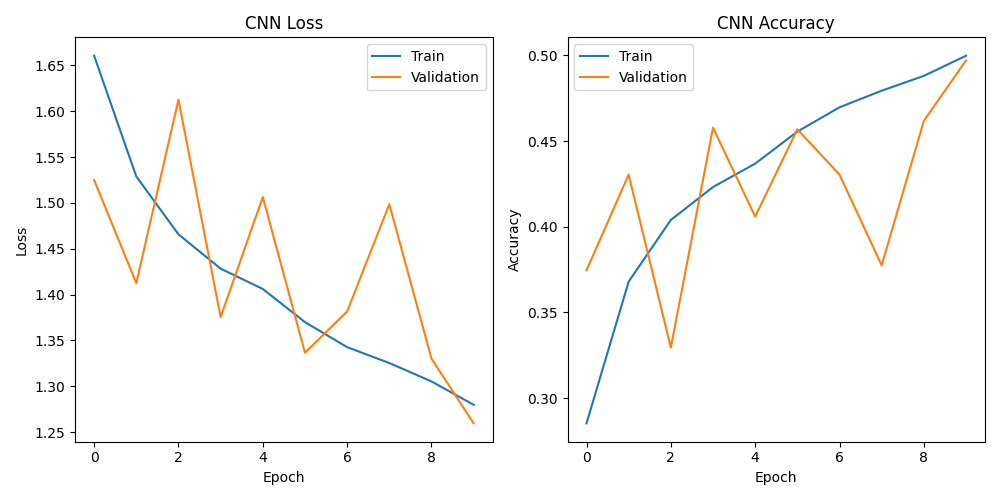 CNN Loss
Train
Validation
1.65
1.60
1.55
1.50
1.45
1.40
1.35
1.30
1.25
Loss
0 2 4 6 8
Epoch
CNN Accuracy
Train
Validation
0.50
0.45
0.40
0.35
0.30
Accuracy
0 2 4 6 8
Epoch